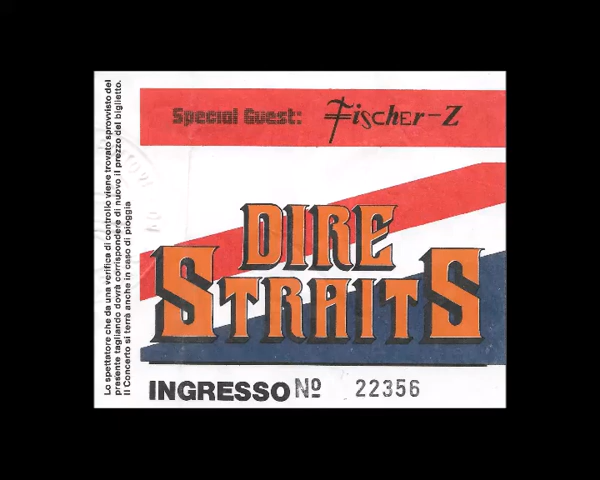 Lo spettatore che da una verifica di controllo viene trovato sprovvisto del
presente tagliando dovrà corrispondere di nuovo il prezzo del biglietto.
Il Concerto si terrà anche in caso di pioggia
Special Guest: Fischer-Z
DIRE
STRAITS
INGRESSO Nº 22356